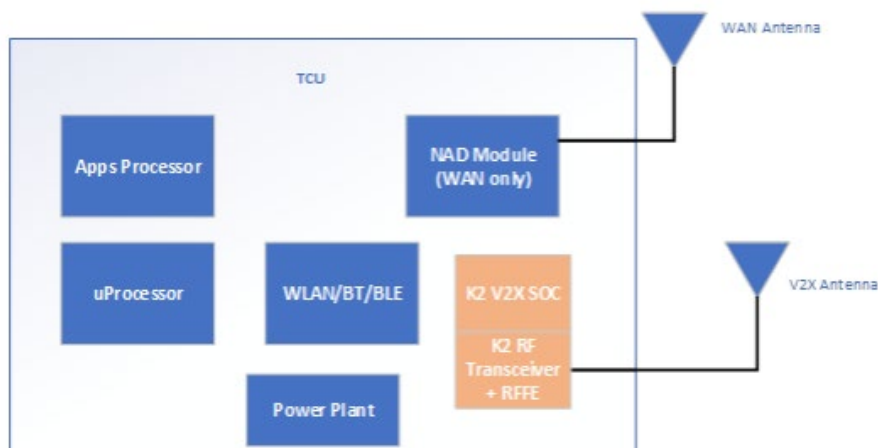 WAN Antenna
TCU
Apps Processor
NAD Module
(WAN only)
uProcessor
WLAN/BT/BLE
K2 V2X SOC
V2X Antenna
K2 RF
Transceiver
+ RFFE
Power Plant